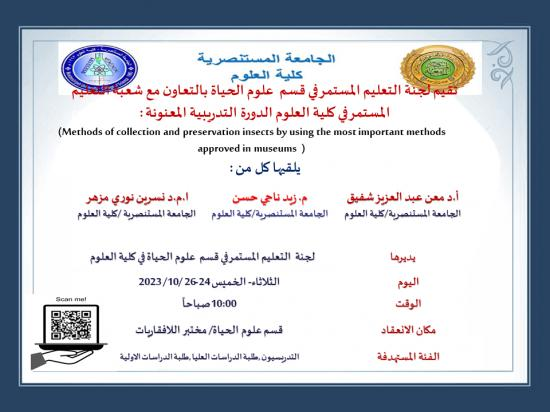 الجامعة المستنصرية
كلية العلوم
تقيم لجنة التعليم المستمر في قسم علوم الحياة بالتعاون مع شعبة التعليم
المستمر في كلية العلوم الدورة التدريبية المعنونة :
(Methods of collection and preservation insects by using the most important methods
approved in museums )
يلقيها كل من :
أ.د معن عبد العزيز شفيق م. زيد ناجي حسن ا.م.د نسرين نوري مزهر
الجامعة المستنصرية/كلية العلوم الجامعة المستنصرية/كلية العلوم الجامعة المستنصرية /كلية العلوم
يديرها لجنة التعليم المستمر في قسم علوم الحياة في كلية العلوم
اليوم الثلاثاء- الخميس 24-26 /10/ 2023
الوقت 10:00 صباحاً
مكان الانعقاد قسم علوم الحياة/ مختبر اللافقاريات
الفئة المستهدفة التدريسيون ,طلبة الدراسات العليا ,طلبة الدراسات الاولية
Scan me!